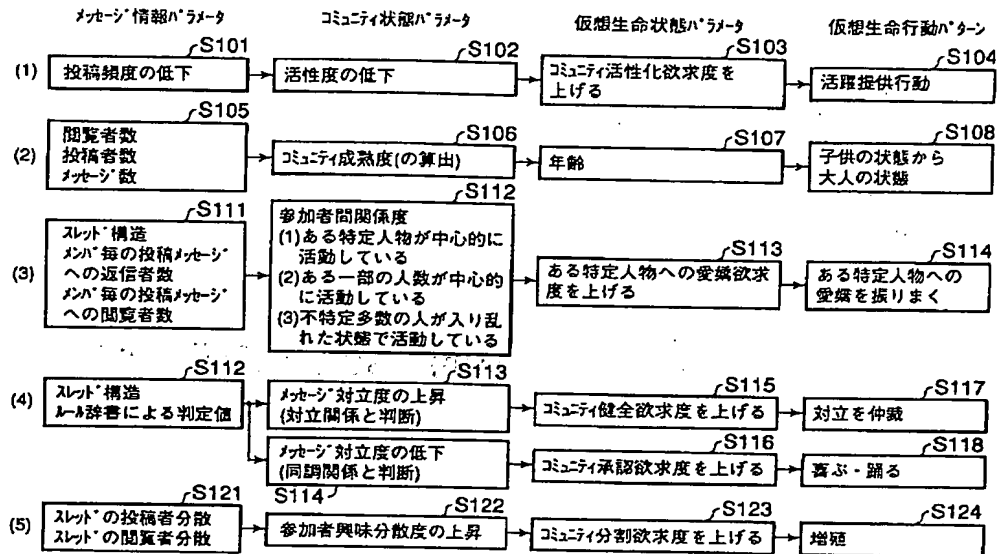 メッセージ情報パラメータ
コミュニティ状態パラメータ
仮想生命状態パラメータ
仮想生命行動パターン
(1)
S101
投稿頻度の低下
S102
活性度の低下
S103
コミュニティ活性化欲求度を
上げる
S104
活躍提供行動
(2)
S105
閲覧者数
投稿者数
メッセージ数
S106
コミュニティ成熟度(の算出)
S107
年齢
S108
子供の状態から
大人の状態
(3)
S111
スレッド構造
メンバ毎の投稿メッセージ
への返信者数
メンバ毎の投稿メッセージ
への閲覧者数
S112
参加者間関係度
(1)ある特定人物が中心的に
活動している
(2)ある一部の人数が中心的
に活動している
(3)不特定多数の人が入り乱
れた状態で活動している
S113
ある特定人物への愛嬌欲求
度を上げる
S114
ある特定人物への
愛嬌を振りまく
(4)
S112
スレッド構造
ルール辞書による判定値
S113
メッセージ対立度の上昇
(対立関係と判断)
S115
コミュニティ健全欲求度を上げる
S117
対立を仲裁
メッセージ対立度の低下
(同調関係と判断)
S114
S116
コミュニティ承認欲求度を上げる
S118
喜ぶ・踊る
(5)
S121
スレッドの投稿者分散
スレッドの閲覧者分散
S122
参加者興味分散度の上昇
S123
コミュニティ分割欲求度を上げる
S124
増殖